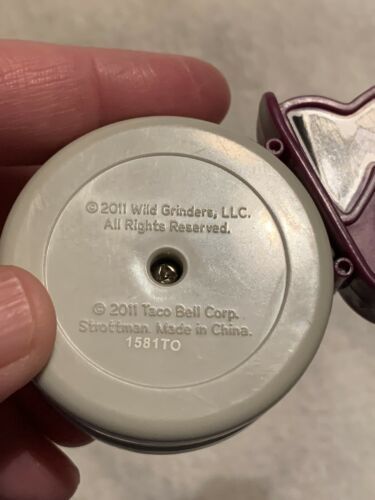 © 2011 Wild Grinders, LLC.
All Rights Reserved.
© 2011 Taco Bell Corp.
Strottman. Made in China.
1581TO